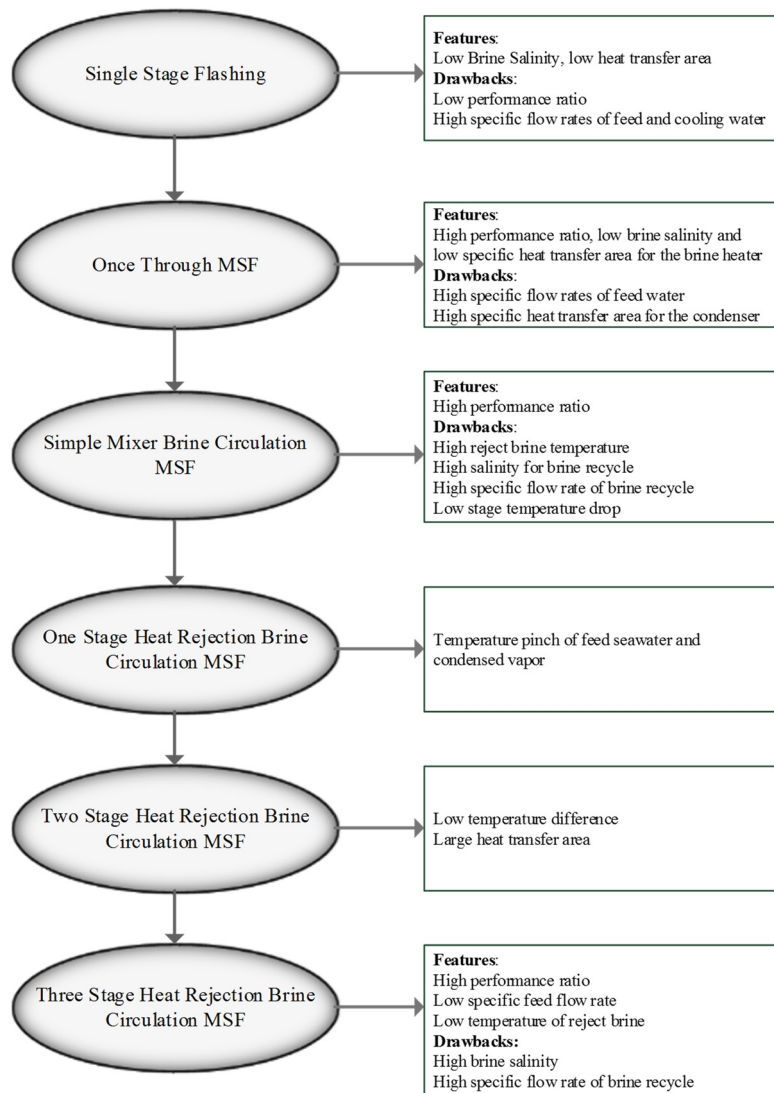 Single Stage Flashing
Features:
Low Brine Salinity, low heat transfer area
Drawbacks:
Low performance ratio
High specific flow rates of feed and cooling water
Once Through MSF
Features:
High performance ratio, low brine salinity and
low specific heat transfer area for the brine heater
Drawbacks:
High specific flow rates of feed water
High specific heat transfer area for the condenser
Simple Mixer Brine Circulation
MSF
Features:
High performance ratio
Drawbacks:
High reject brine temperature
High salinity for brine recycle
High specific flow rate of brine recycle
Low stage temperature drop
One Stage Heat Rejection Brine
Circulation MSF
Temperature pinch of feed seawater and
condensed vapor
Two Stage Heat Rejection Brine
Circulation MSF
Low temperature difference
Large heat transfer area
Three Stage Heat Rejection Brine
Circulation MSF
Features:
High performance ratio
Low specific feed flow rate
Low temperature of reject brine
Drawbacks:
High brine salinity
High specific flow rate of brine recycle